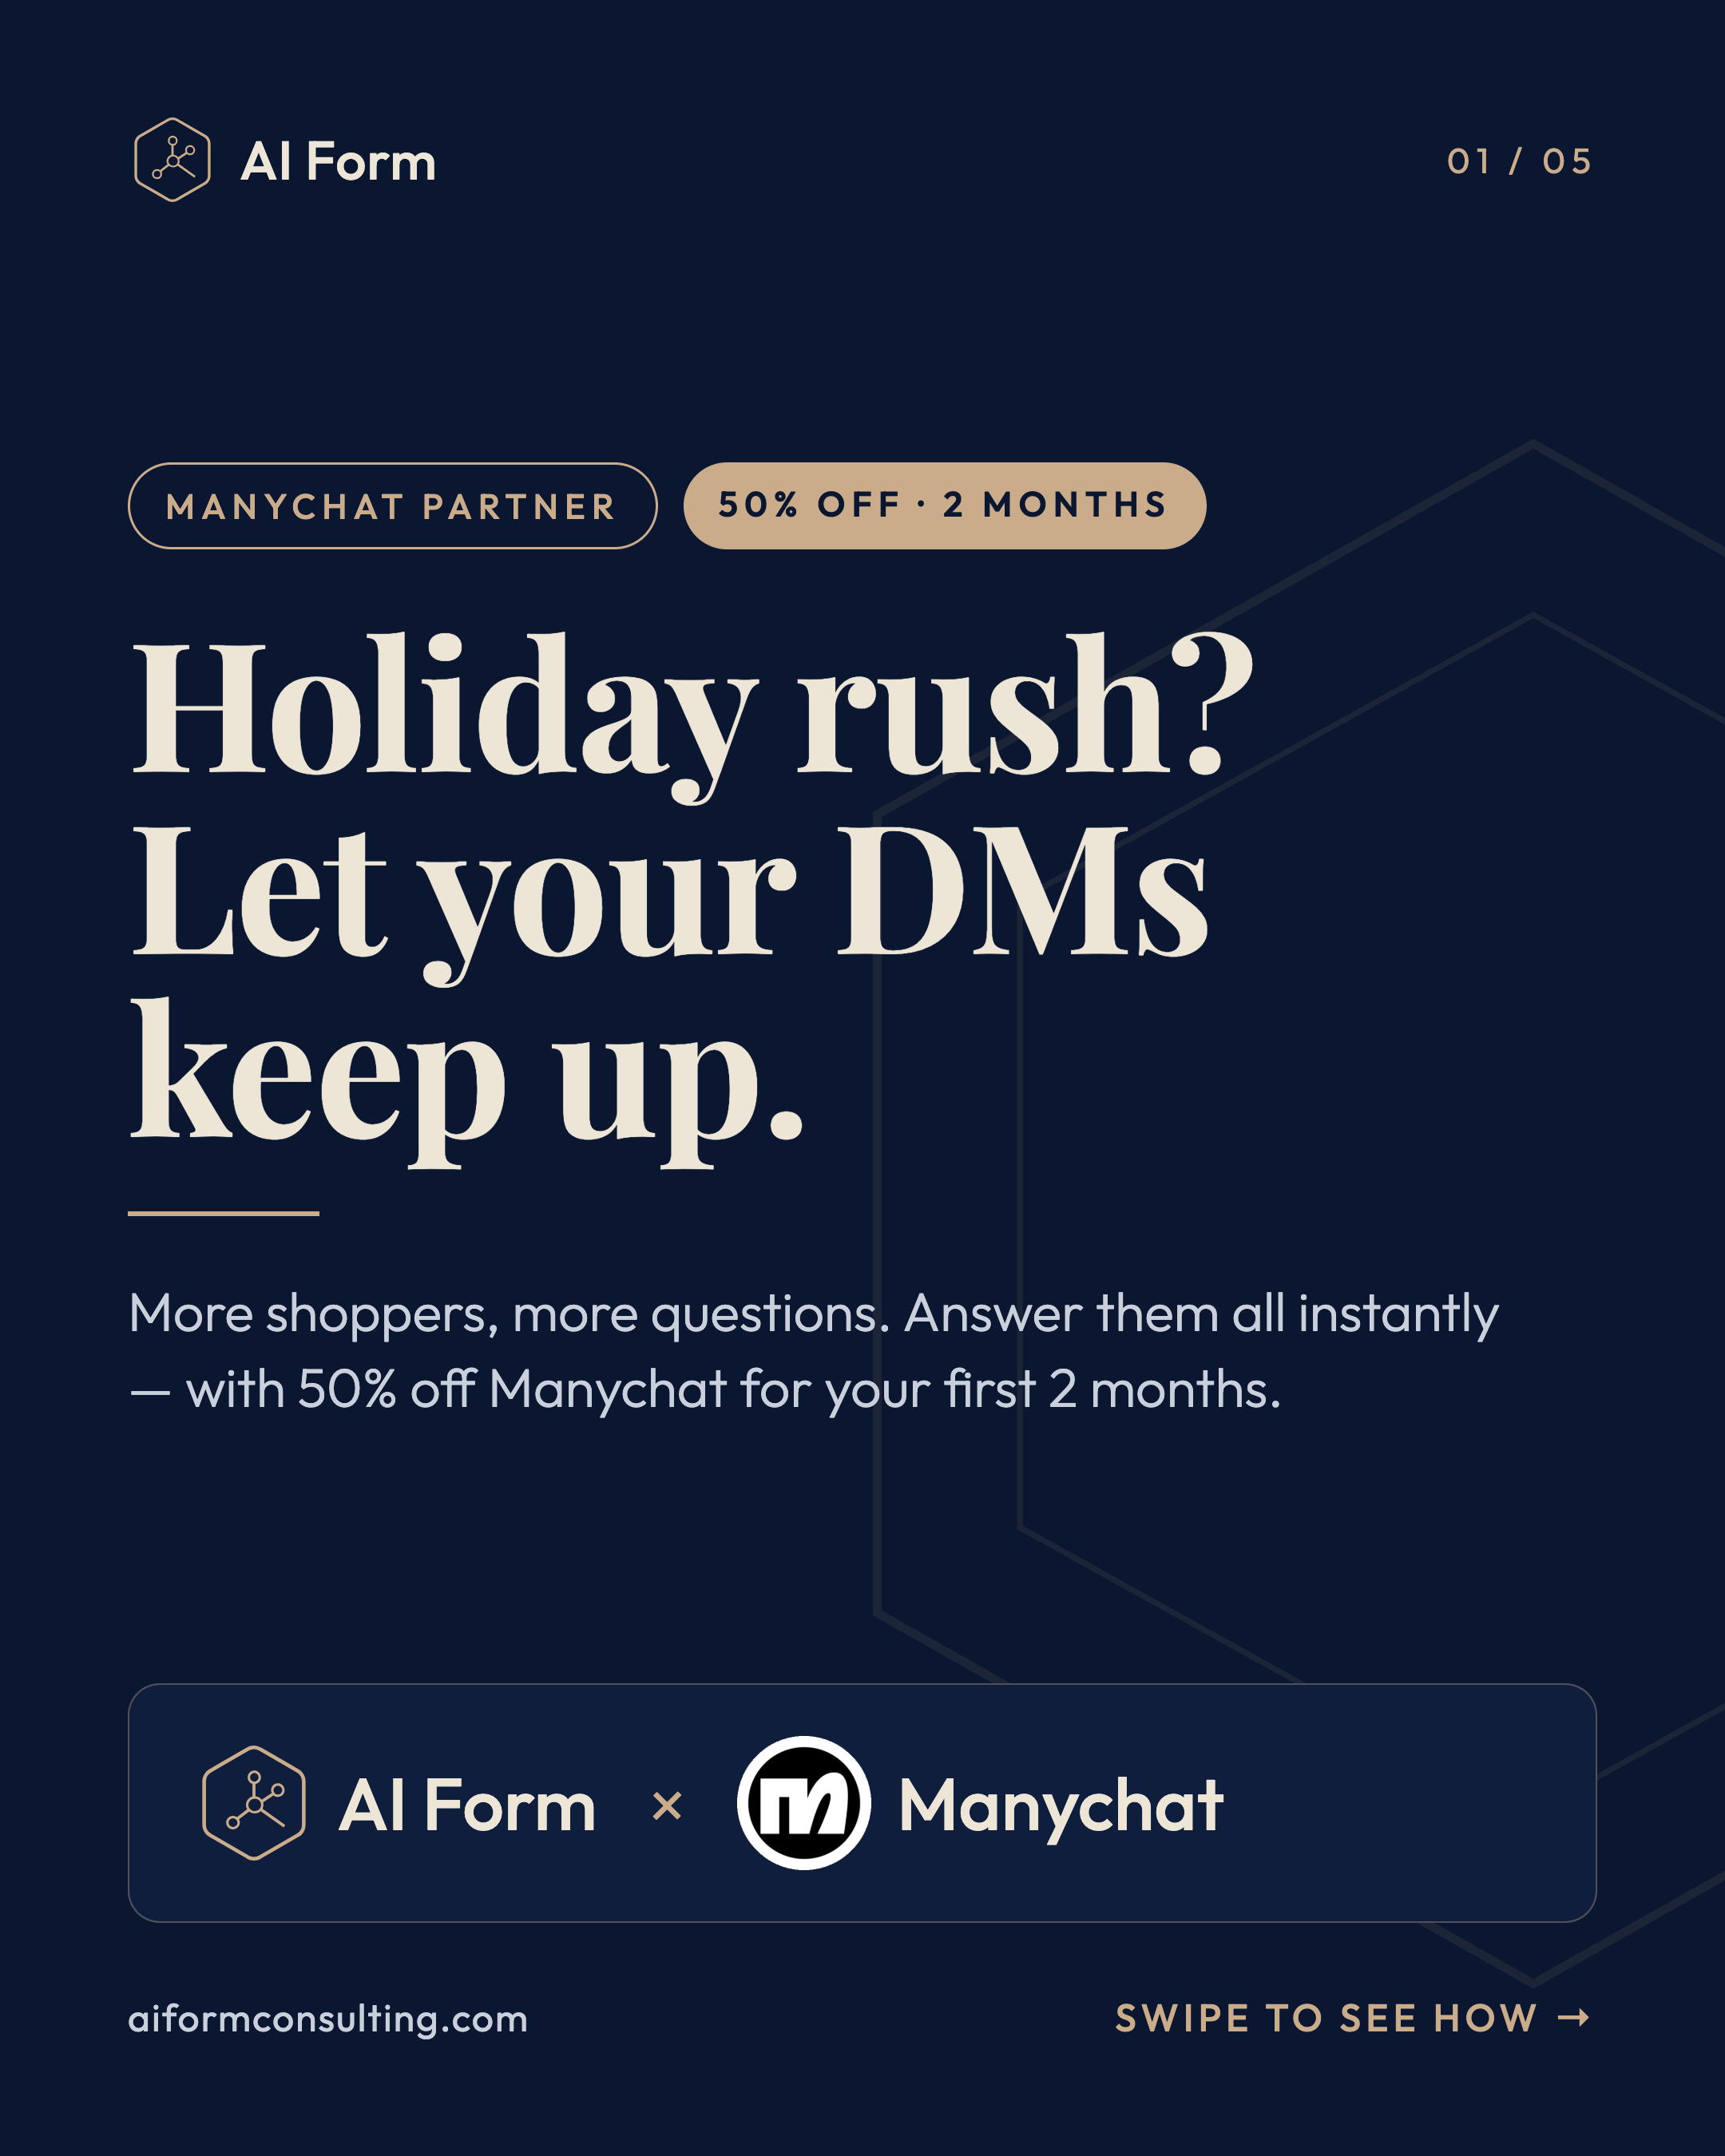 AI Form
01 / 05
MANYCHAT PARTNER
50% OFF · 2 MONTHS
Holiday rush?
Let your DMs
keep up.
More shoppers, more questions. Answer them all instantly
— with 50% off Manychat for your first 2 months.
AI Form × m Manychat
aiformconsulting.com
SWIPE TO SEE HOW →